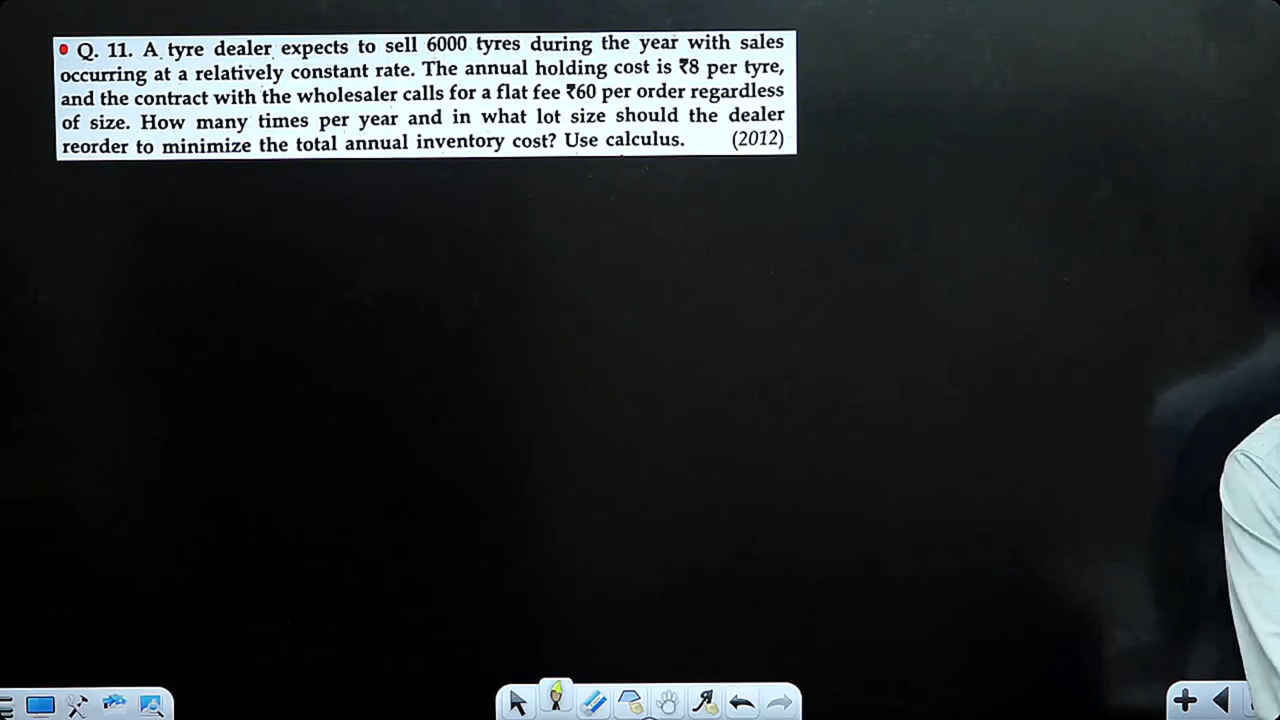 Q. 11. A tyre dealer expects to sell 6000 tyres during the year with sales
occurring at a relatively constant rate. The annual holding cost is ₹8 per tyre,
and the contract with the wholesaler calls for a flat fee ₹60 per order regardless
of size. How many times per year and in what lot size should the dealer
reorder to minimize the total annual inventory cost? Use calculus. (2012)